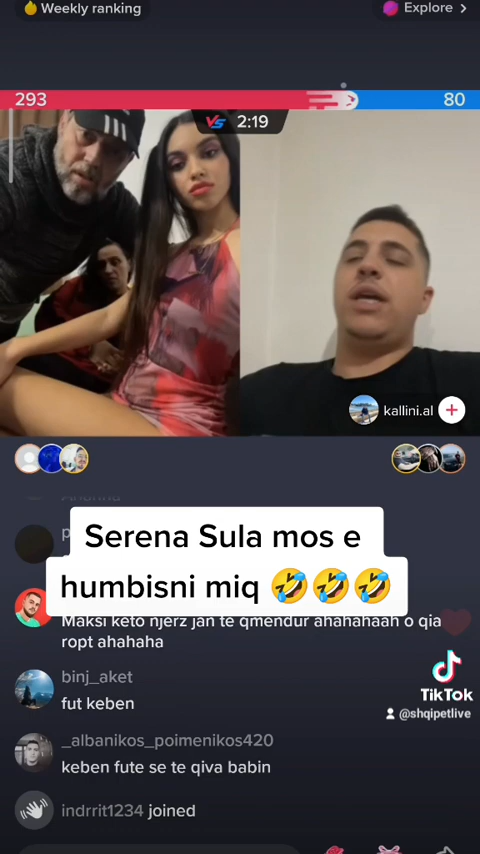 Weekly ranking
Explore >
293
VS 2:19
80
kallini.al
Serena Sula mos e
humbisni miq 🤣🤣🤣
Maksi keto njerz jan te qmendur ahahahaah o qia
ropt ahahaha
binj_aket
fut keben
TikTok
@shqipetlive
_albanikos_poimenikos420
keben fute se te qiva babin
indrrit1234 joined